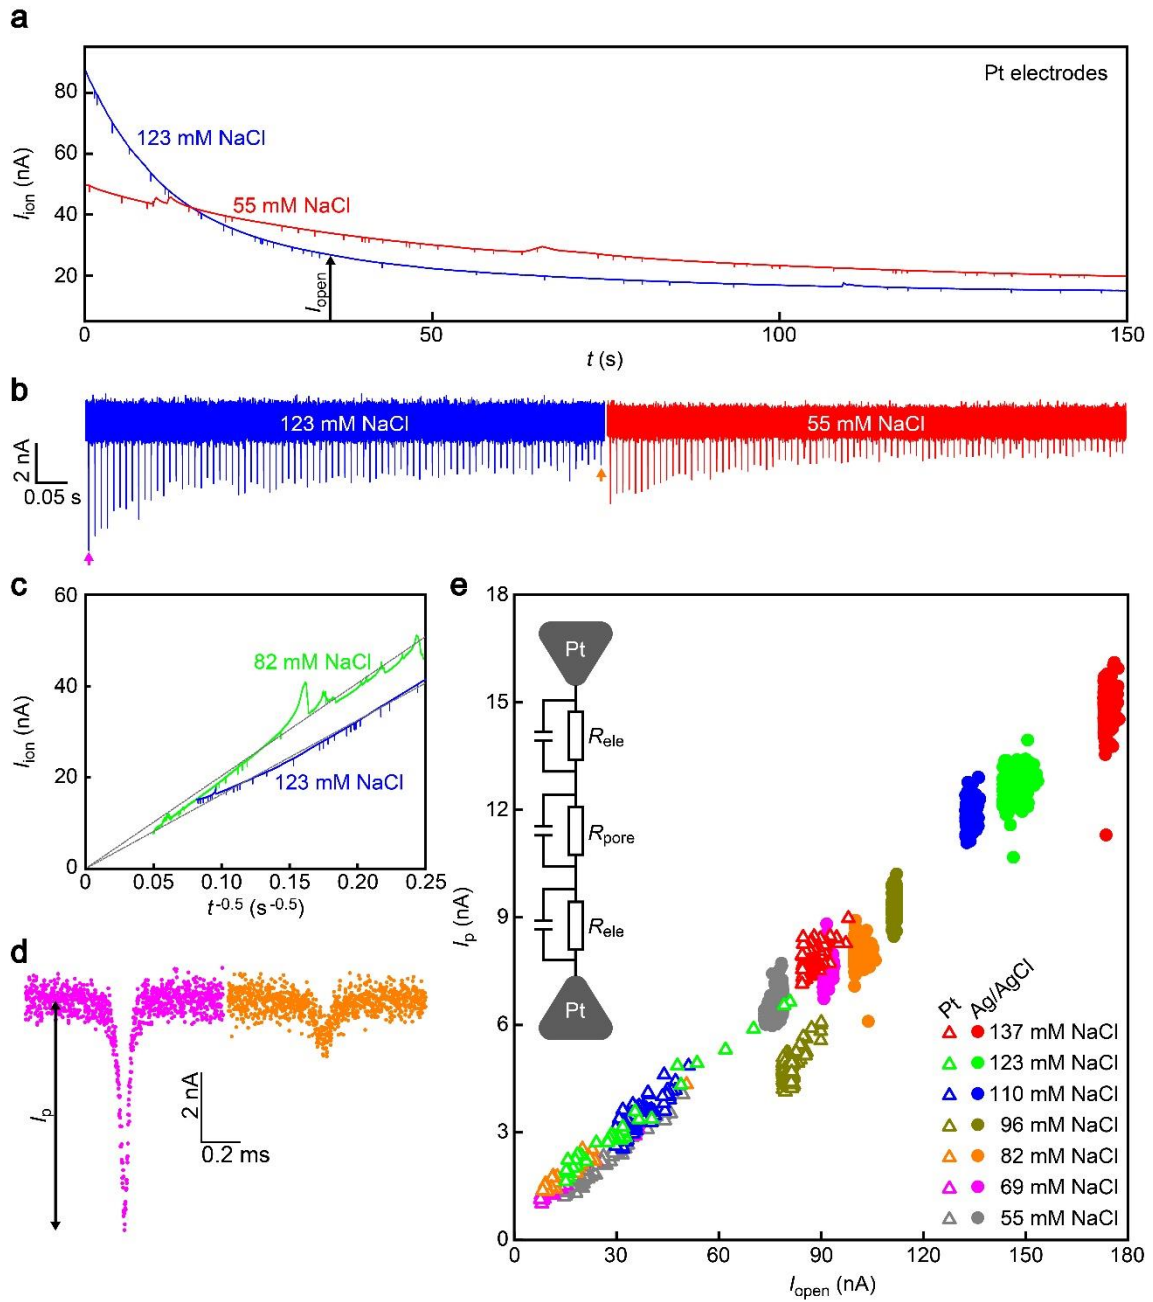 a
Pt electrodes
123 mM NaCl
55 mM NaCl
I_open
I_ion (nA)
80
60
40
20
0
50
100
150
t (s)
b
123 mM NaCl
55 mM NaCl
2 nA
0.05 s
c
I_ion (nA)
60
40
20
0
82 mM NaCl
123 mM NaCl
0
0.05
0.10
0.15
0.20
0.25
t^-0.5 (s^-0.5)
d
I_p
2 nA
0.2 ms
e
I_p (nA)
18
15
12
9
6
3
0
Pt
R_ele
R_pore
R_ele
Pt
Pt Ag/AgCl
137 mM NaCl
123 mM NaCl
110 mM NaCl
96 mM NaCl
82 mM NaCl
69 mM NaCl
55 mM NaCl
0
30
60
90
120
150
180
I_open (nA)